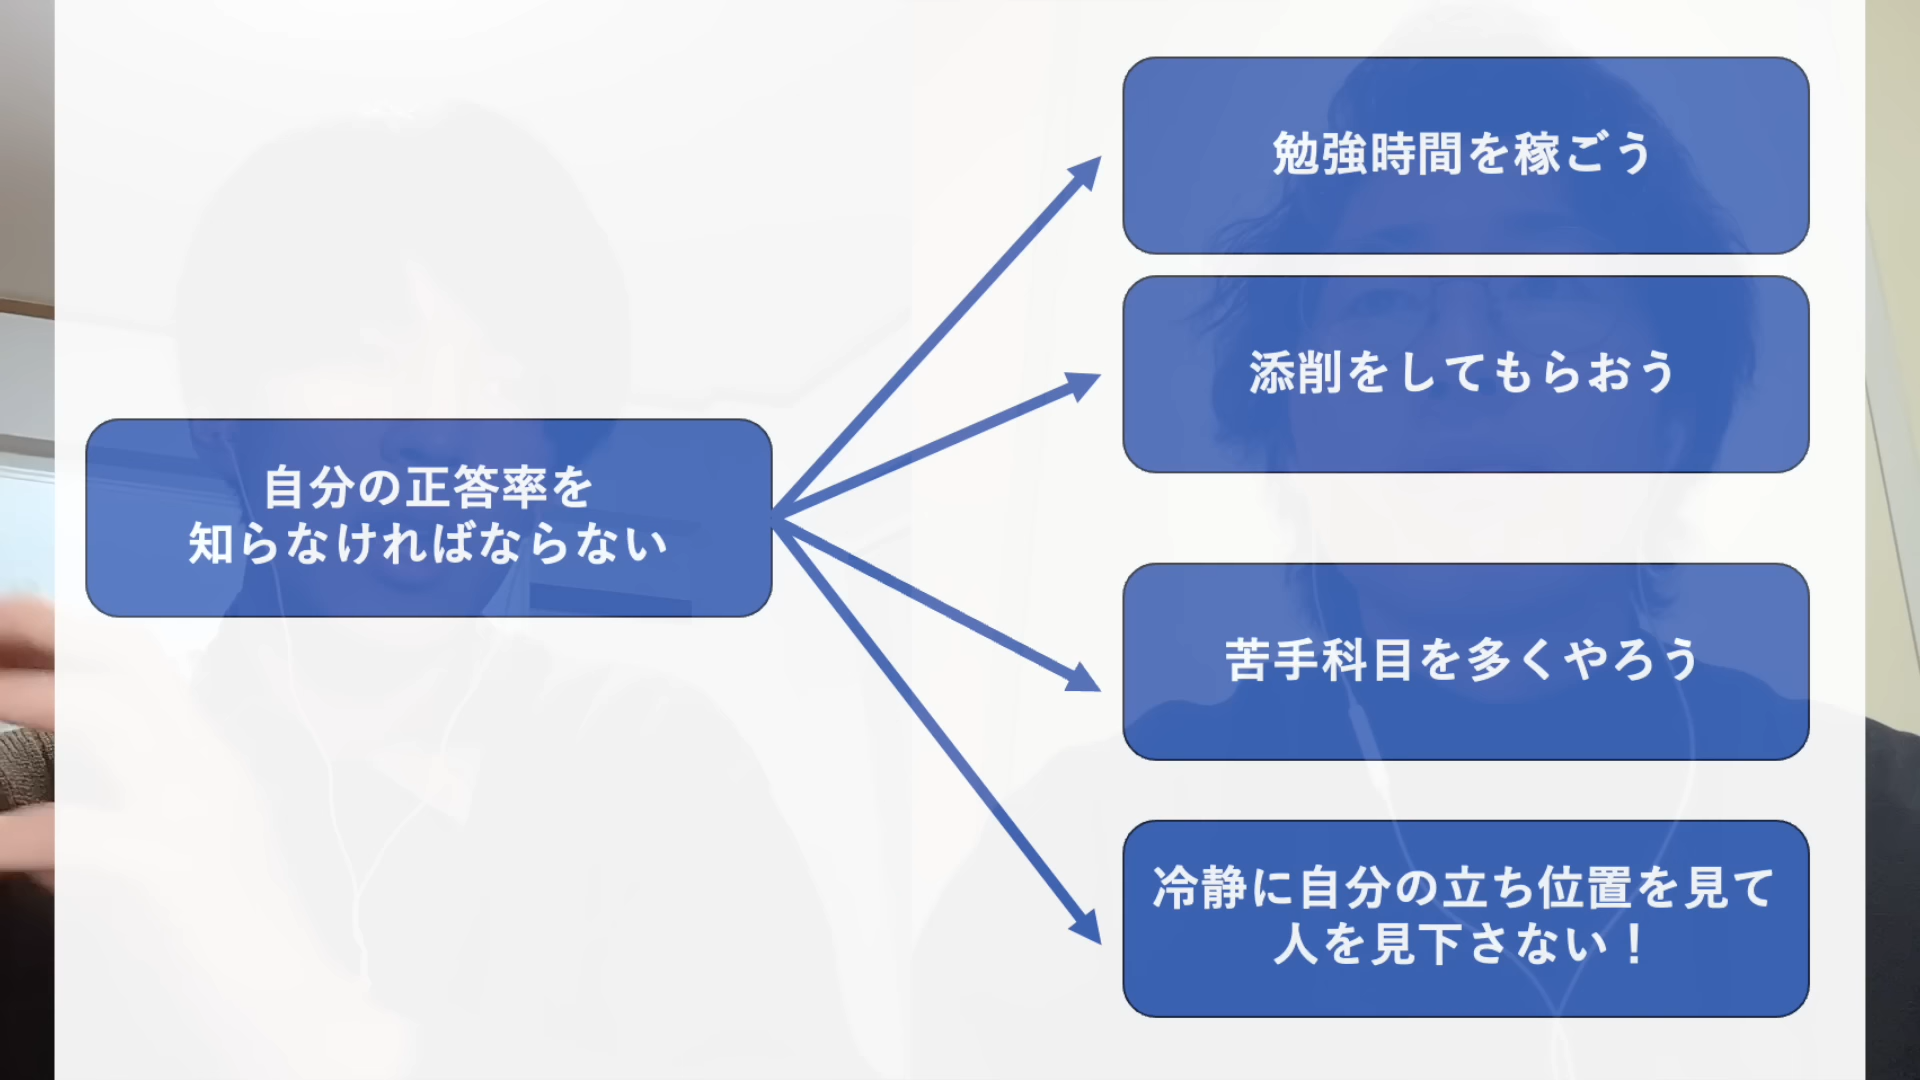 自分の正答率を
知らなければならない
勉強時間を稼ごう
添削をしてもらおう
苦手科目を多くやろう
冷静に自分の立ち位置を見て
人を見下さない！